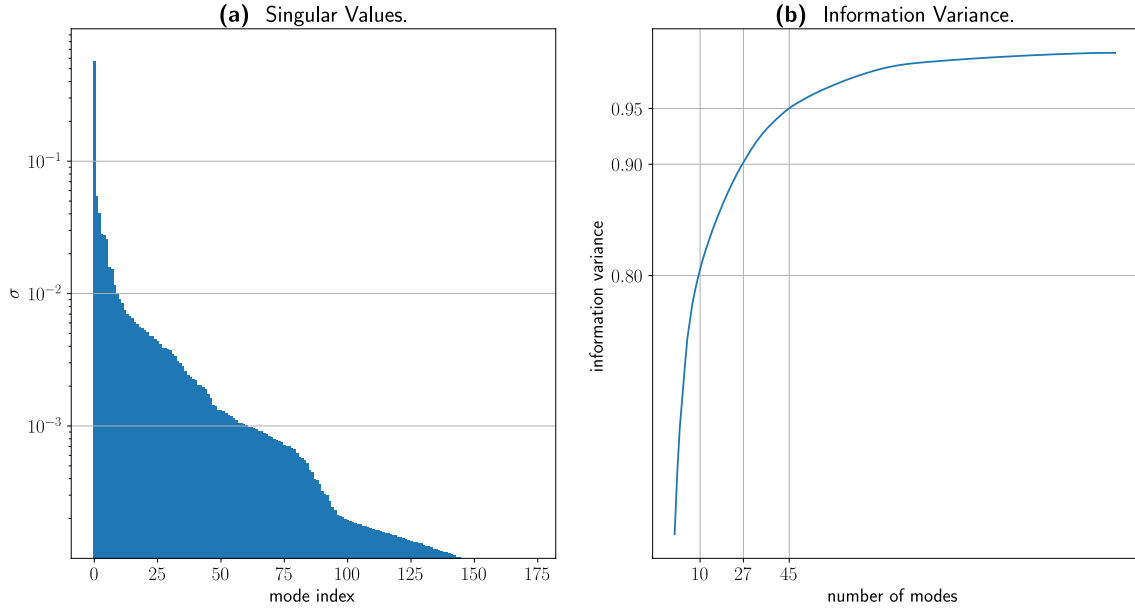 (a) Singular Values.
10⁻¹
10⁻²
10⁻³
σ
0 25 50 75 100 125 150 175
mode index
(b) Information Variance.
0.95
0.90
0.80
information variance
10 27 45
number of modes